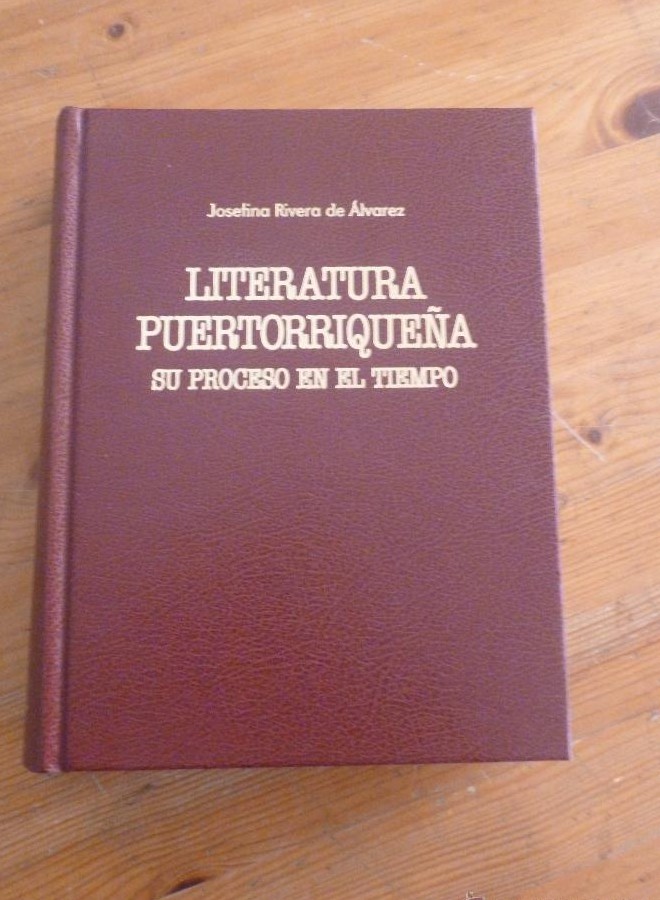 Josefina Rivera de Álvarez
LITERATURA
PUERTORRIQUEÑA
SU PROCESO EN EL TIEMPO